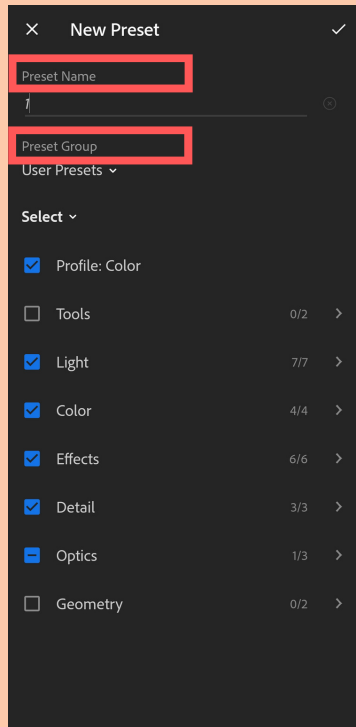 New Preset
Preset Name
1
Preset Group
User Presets
Select
Profile: Color
Tools 0/2
Light 7/7
Color 4/4
Effects 6/6
Detail 3/3
Optics 1/3
Geometry 0/2